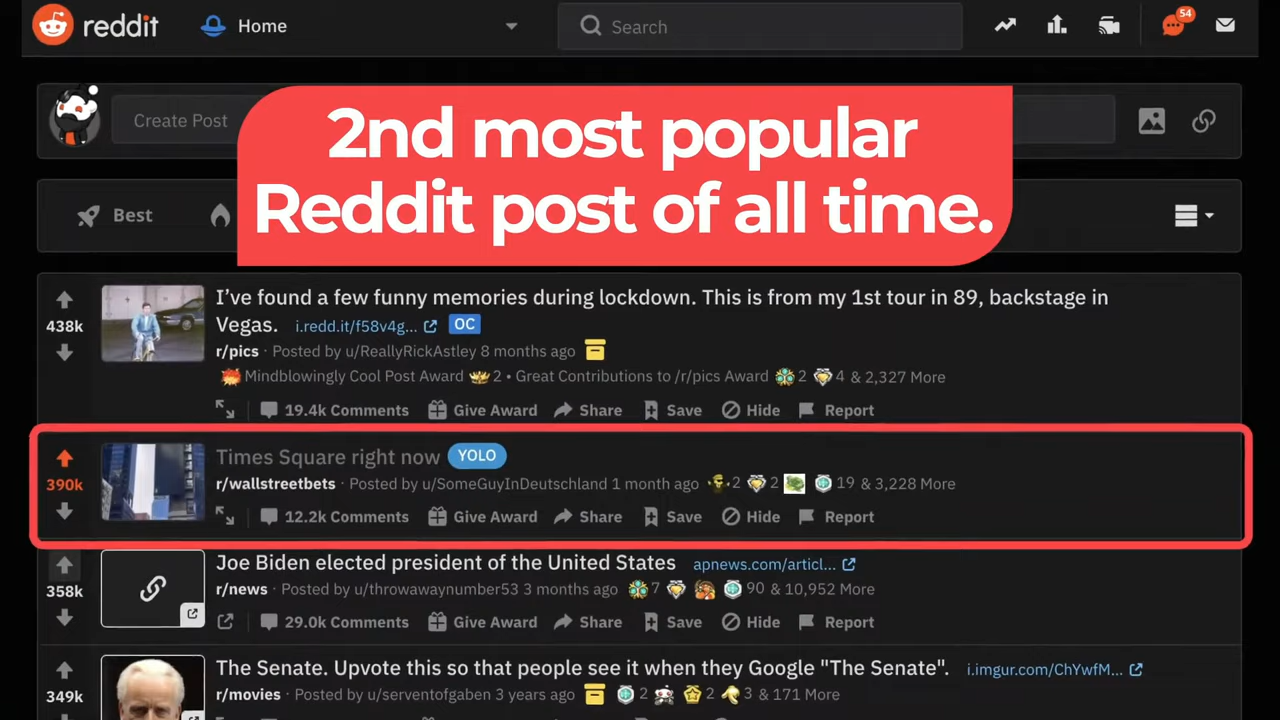 reddit Home Search 54
Create Post
2nd most popular
Reddit post of all time.
Best
I've found a few funny memories during lockdown. This is from my 1st tour in 89, backstage in
438k
Vegas. i.redd.it/f58v4g... OC
r/pics · Posted by u/ReallyRickAstley 8 months ago
Mindblowingly Cool Post Award 2 • Great Contributions to /r/pics Award 2 4 & 2,327 More
19.4k Comments Give Award Share Save Hide Report
Times Square right now YOLO
390k
r/wallstreetbets · Posted by u/SomeGuyInDeutschland 1 month ago 2 2 19 & 3,228 More
12.2k Comments Give Award Share Save Hide Report
Joe Biden elected president of the United States apnews.com/articl...
358k
r/news · Posted by u/throwawaynumber53 3 months ago 7 90 & 10,952 More
29.0k Comments Give Award Share Save Hide Report
The Senate. Upvote this so that people see it when they Google "The Senate". i.imgur.com/ChYwfM...
349k
r/movies · Posted by u/serventofgaben 3 years ago 2 2 3 & 171 More